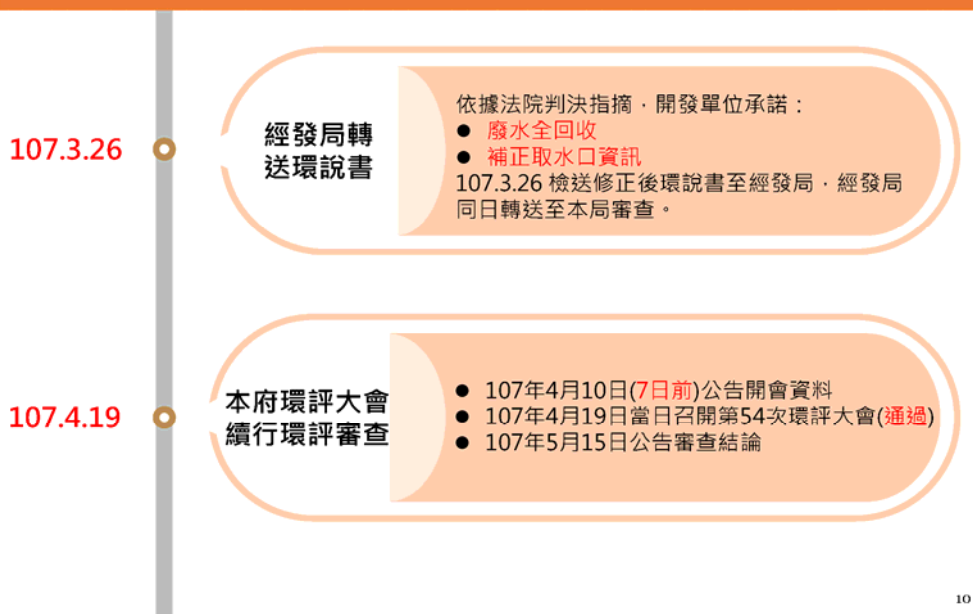 107.3.26
經發局轉
送環說書
依據法院判決指摘，開發單位承諾：
● 廢水全回收
● 補正取水口資訊
107.3.26 檢送修正後環說書至經發局，經發局
同日轉送至本局審查。
107.4.19
本府環評大會
續行環評審查
● 107年4月10日(7日前)公告開會資料
● 107年4月19日當日召開第54次環評大會(通過)
● 107年5月15日公告審查結論
10